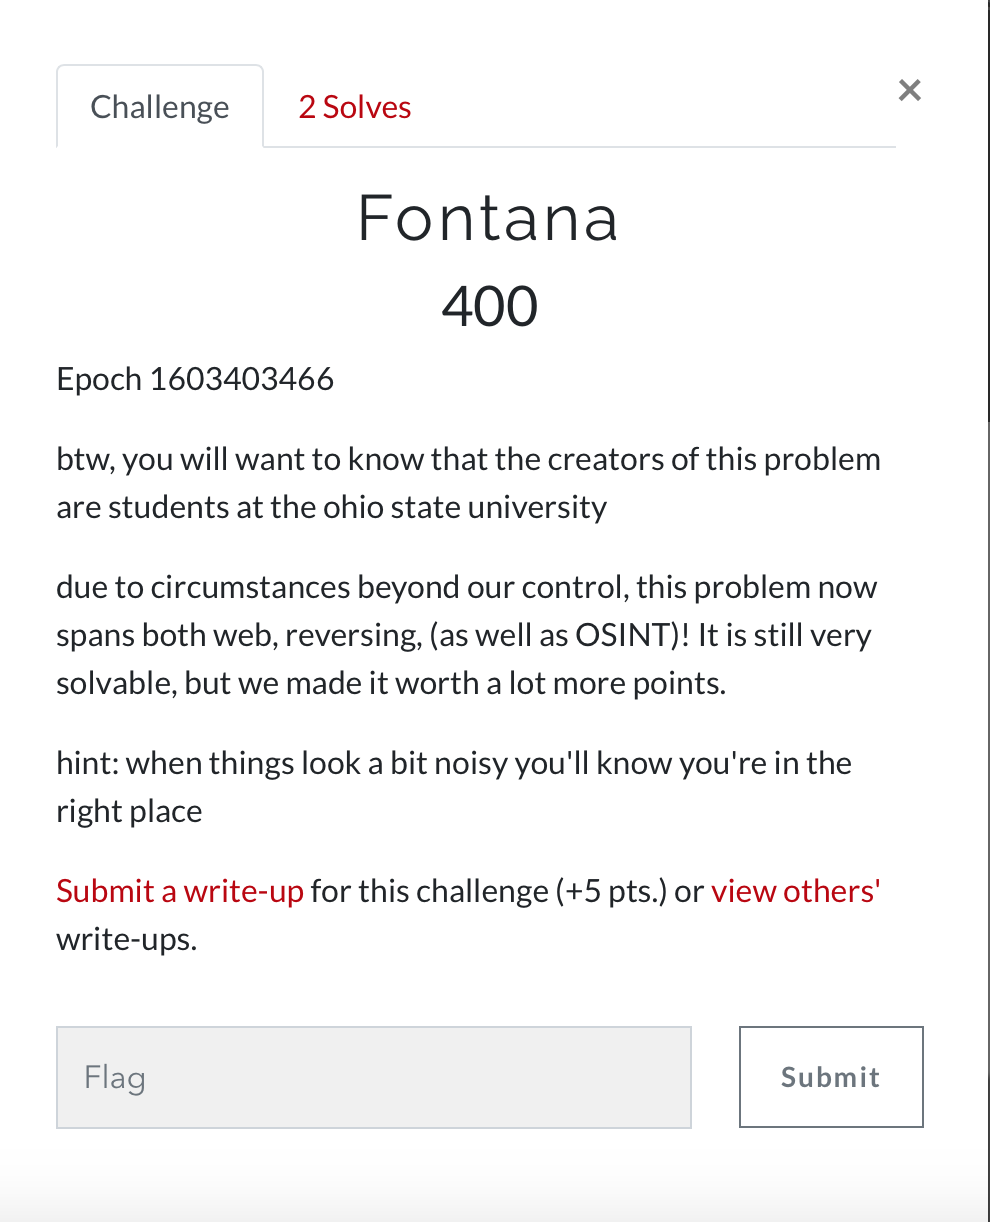 Challenge
2 Solves
×
Fontana
400
Epoch 1603403466
btw, you will want to know that the creators of this problem
are students at the ohio state university
due to circumstances beyond our control, this problem now
spans both web, reversing, (as well as OSINT)! It is still very
solvable, but we made it worth a lot more points.
hint: when things look a bit noisy you'll know you're in the
right place
Submit a write-up for this challenge (+5 pts.) or view others'
write-ups.
Flag
Submit